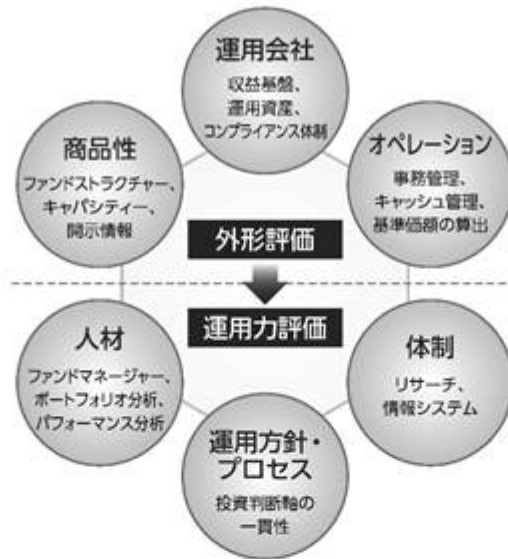 運用会社
収益基盤、
運用資産、
コンプライアンス体制
商品性
ファンドストラクチャー、
キャパシティー、
開示情報
オペレーション
事務管理、
キャッシュ管理、
基準価額の算出
外形評価
運用力評価
人材
ファンドマネージャー、
ポートフォリオ分析、
パフォーマンス分析
体制
リサーチ、
情報システム
運用方針・
プロセス
投資判断軸の
一貫性